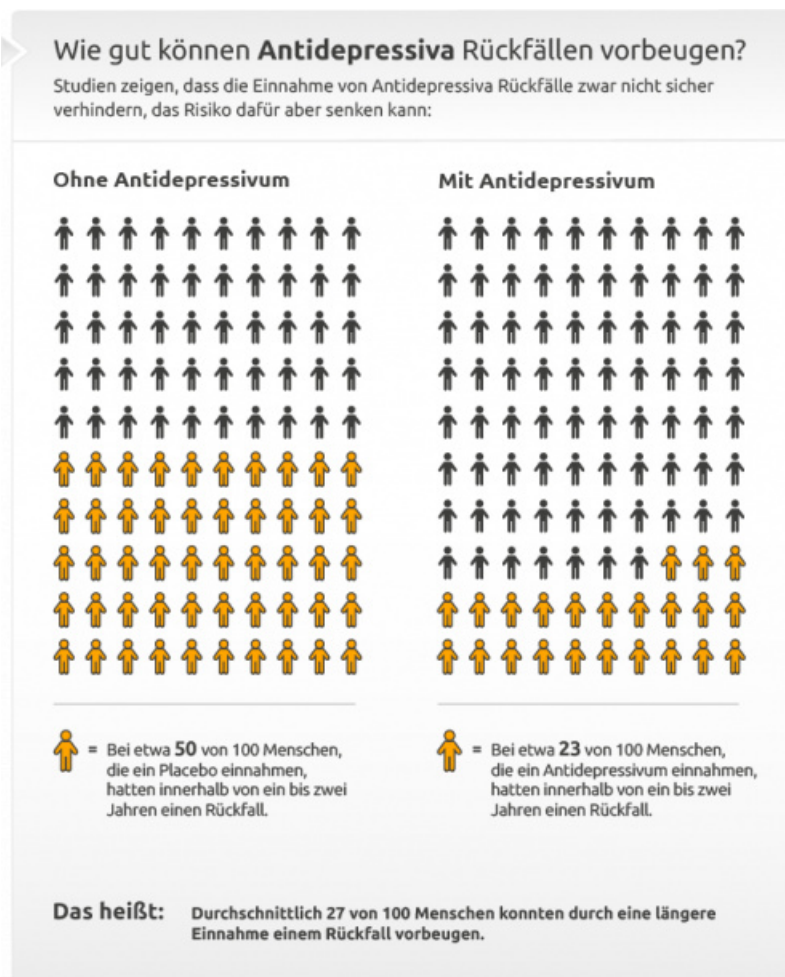 Wie gut können Antidepressiva Rückfällen vorbeugen?
Studien zeigen, dass die Einnahme von Antidepressiva Rückfälle zwar nicht sicher
verhindern, das Risiko dafür aber senken kann:
Ohne Antidepressivum
= Bei etwa 50 von 100 Menschen,
die ein Placebo einnahmen,
hatten innerhalb von ein bis zwei
Jahren einen Rückfall.
Mit Antidepressivum
= Bei etwa 23 von 100 Menschen,
die ein Antidepressivum einnahmen,
hatten innerhalb von ein bis zwei
Jahren einen Rückfall.
Das heißt: Durchschnittlich 27 von 100 Menschen konnten durch eine längere
Einnahme einem Rückfall vorbeugen.